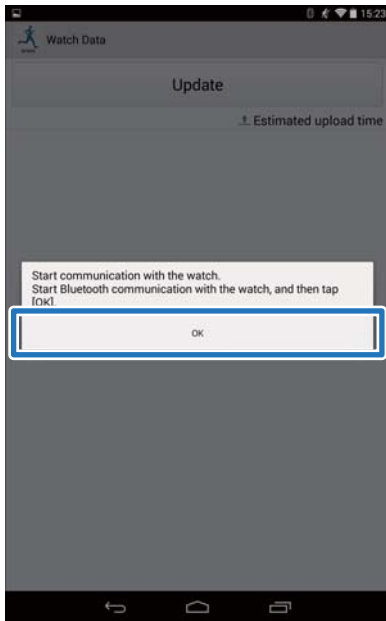 15:23
Watch Data
Update
Estimated upload time
Start communication with the watch.
Start Bluetooth communication with the watch, and then tap
[OK].
OK